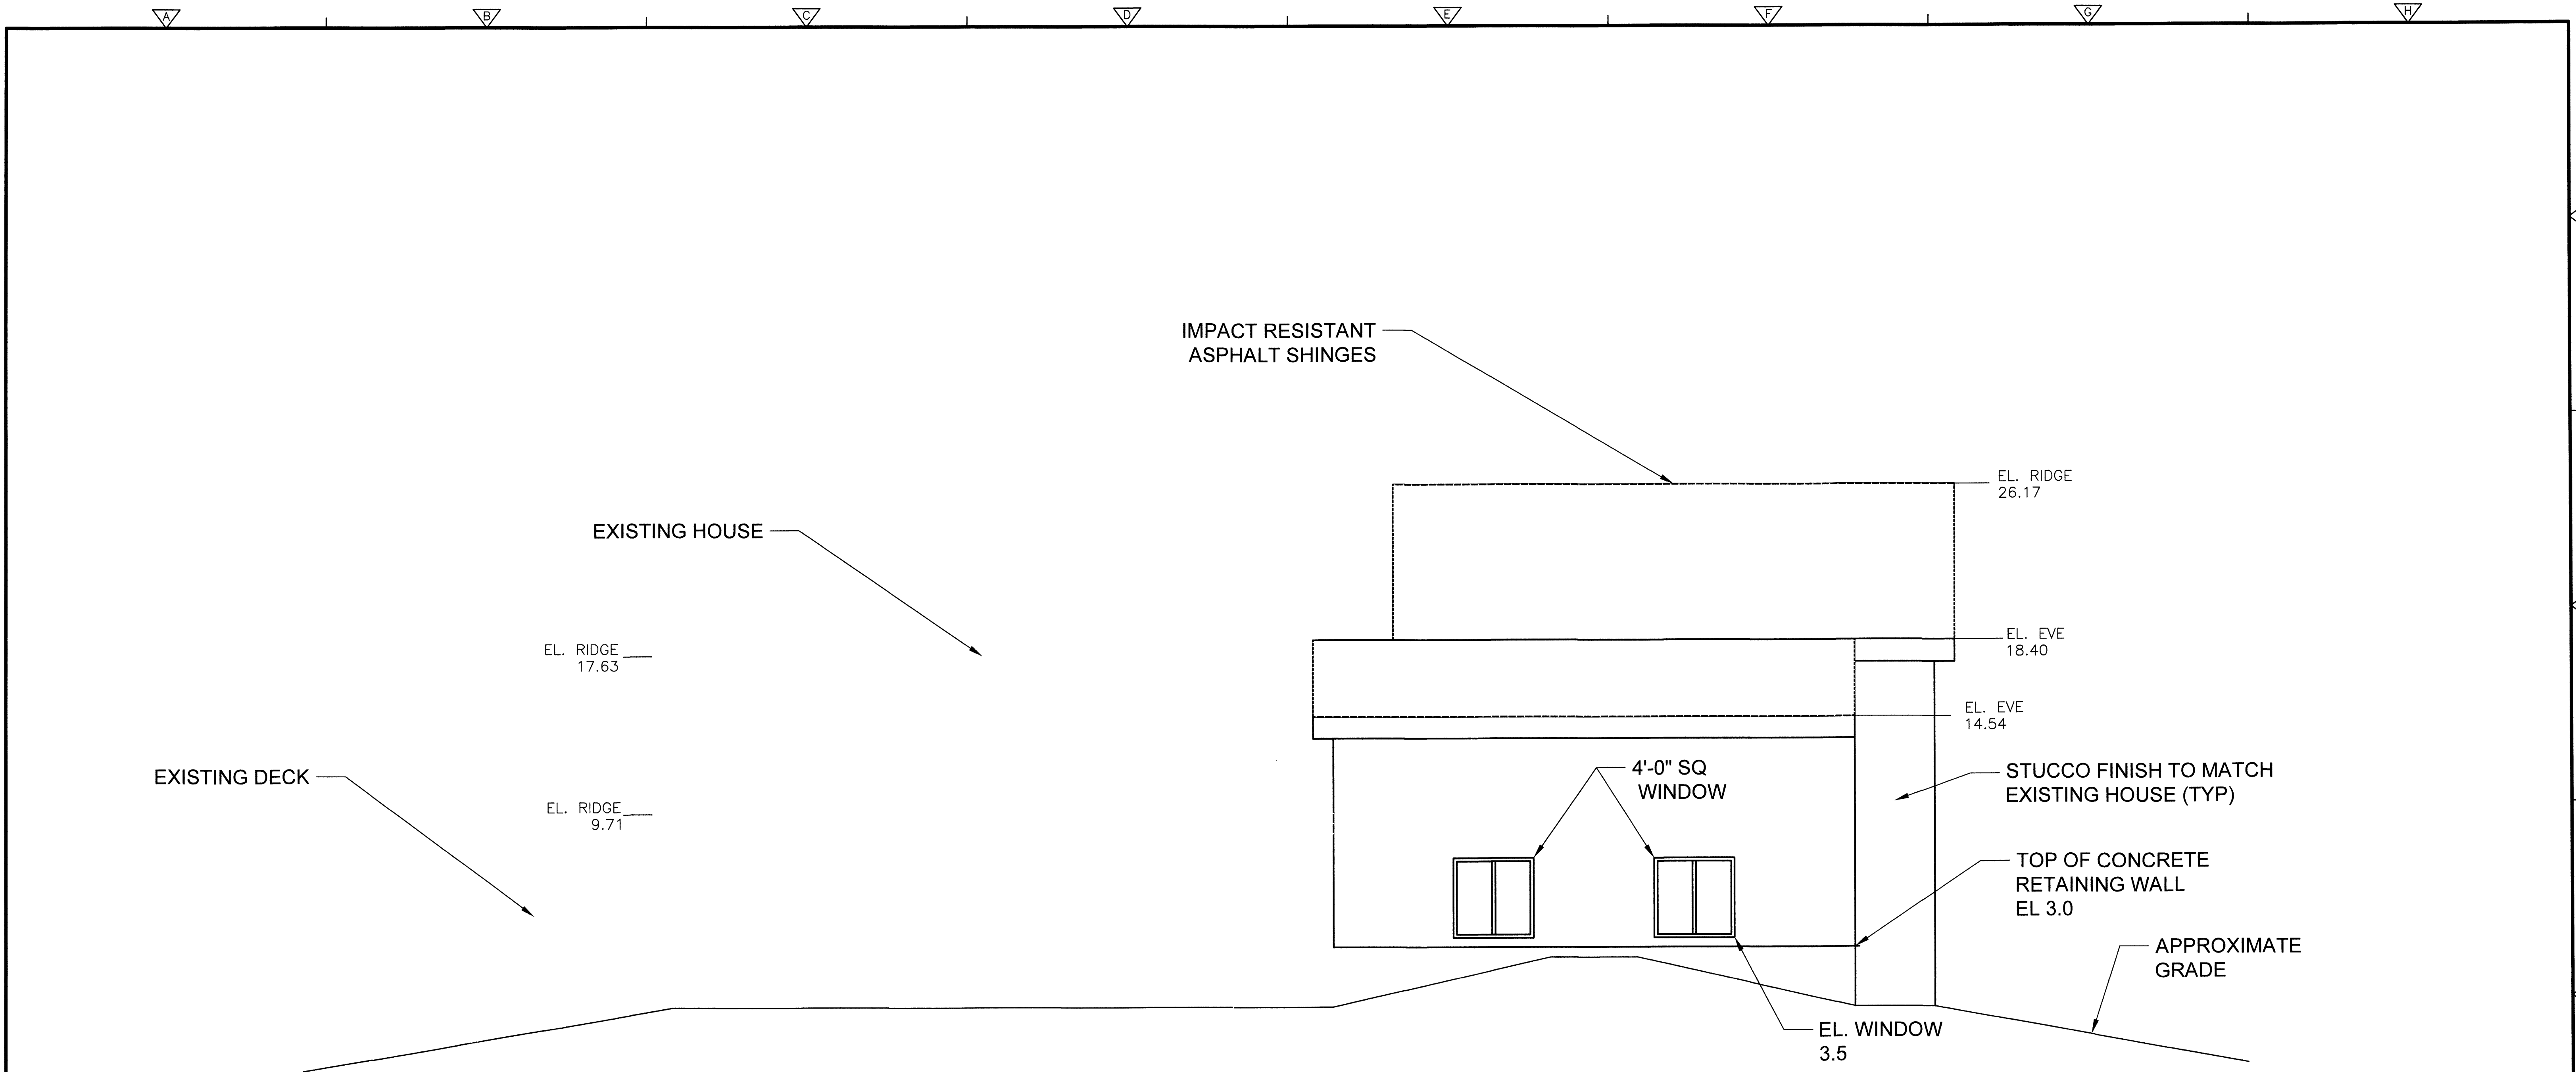 A B C D E F G H
IMPACT RESISTANT
ASPHALT SHINGES
EL. RIDGE
26.17
EXISTING HOUSE
EL. RIDGE
17.63
EL. EVE
18.40
EL. EVE
14.54
EXISTING DECK
EL. RIDGE
9.71
4'-0" SQ
WINDOW
STUCCO FINISH TO MATCH
EXISTING HOUSE (TYP)
TOP OF CONCRETE
RETAINING WALL
EL 3.0
APPROXIMATE
GRADE
EL. WINDOW
3.5